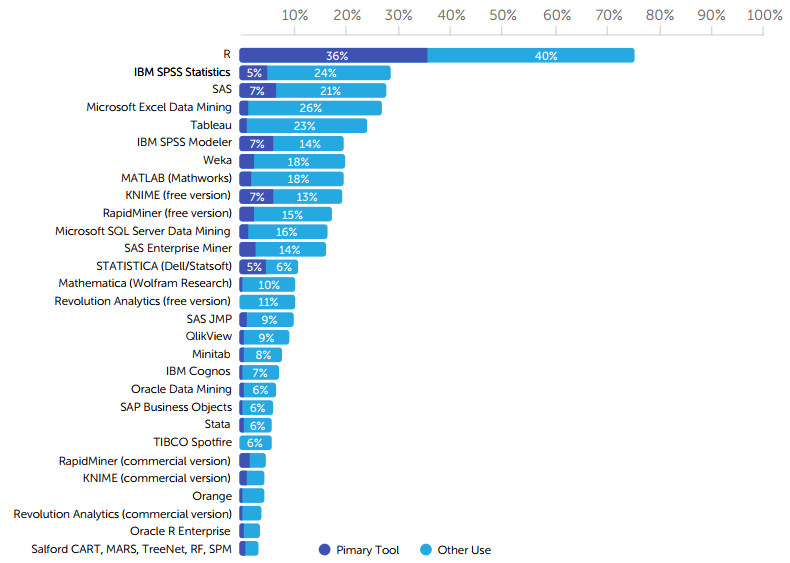 10% 20% 30% 40% 50% 60% 70% 80% 90% 100%
R 36% 40%
IBM SPSS Statistics 5% 24%
SAS 7% 21%
Microsoft Excel Data Mining 26%
Tableau 23%
IBM SPSS Modeler 7% 14%
Weka 18%
MATLAB (Mathworks) 18%
KNIME (free version) 7% 13%
RapidMiner (free version) 15%
Microsoft SQL Server Data Mining 16%
SAS Enterprise Miner 14%
STATISTICA (Dell/Statsoft) 5% 6%
Mathematica (Wolfram Research) 10%
Revolution Analytics (free version) 11%
SAS JMP 9%
QlikView 9%
Minitab 8%
IBM Cognos 7%
Oracle Data Mining 6%
SAP Business Objects 6%
Stata 6%
TIBCO Spotfire 6%
RapidMiner (commercial version)
KNIME (commercial version)
Orange
Revolution Analytics (commercial version)
Oracle R Enterprise
Salford CART, MARS, TreeNet, RF, SPM
Pimary Tool Other Use